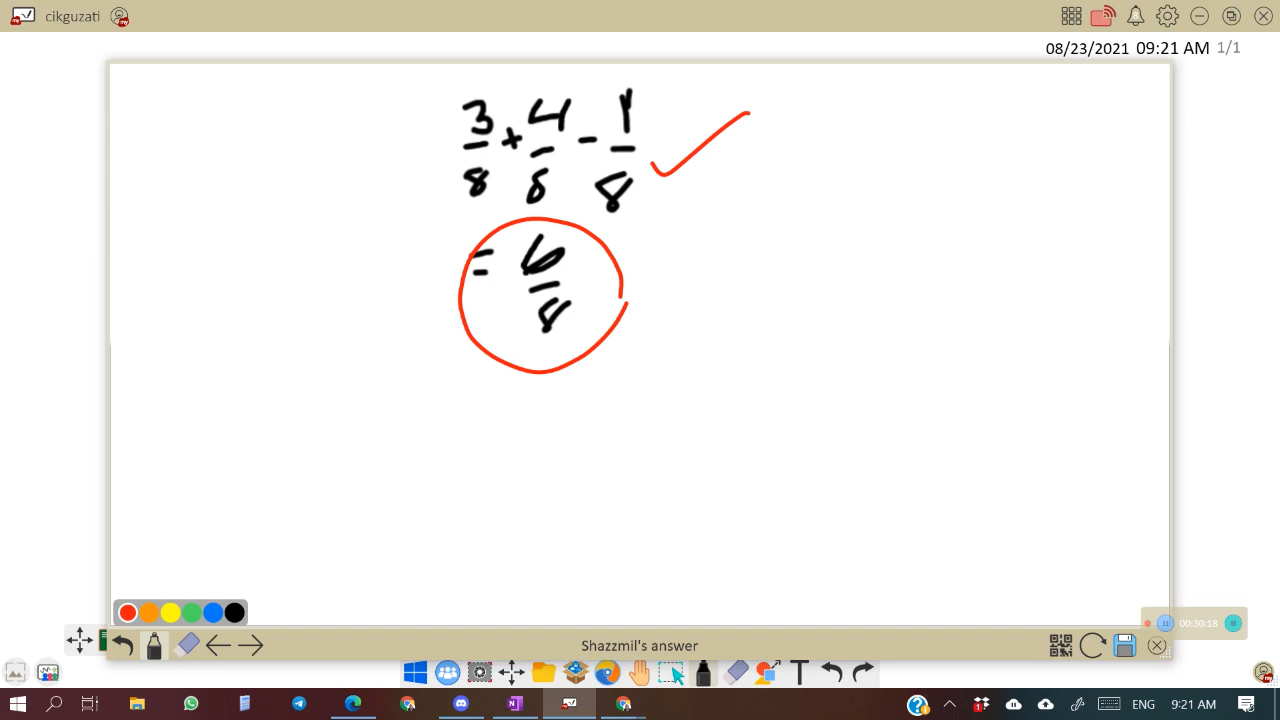 cikguzati
08/23/2021 09:21 AM 1/1
3/8 + 4/8 - 1/8
= 6/8
00:30:18
Shazzmil's answer
T
ENG 9:21 AM